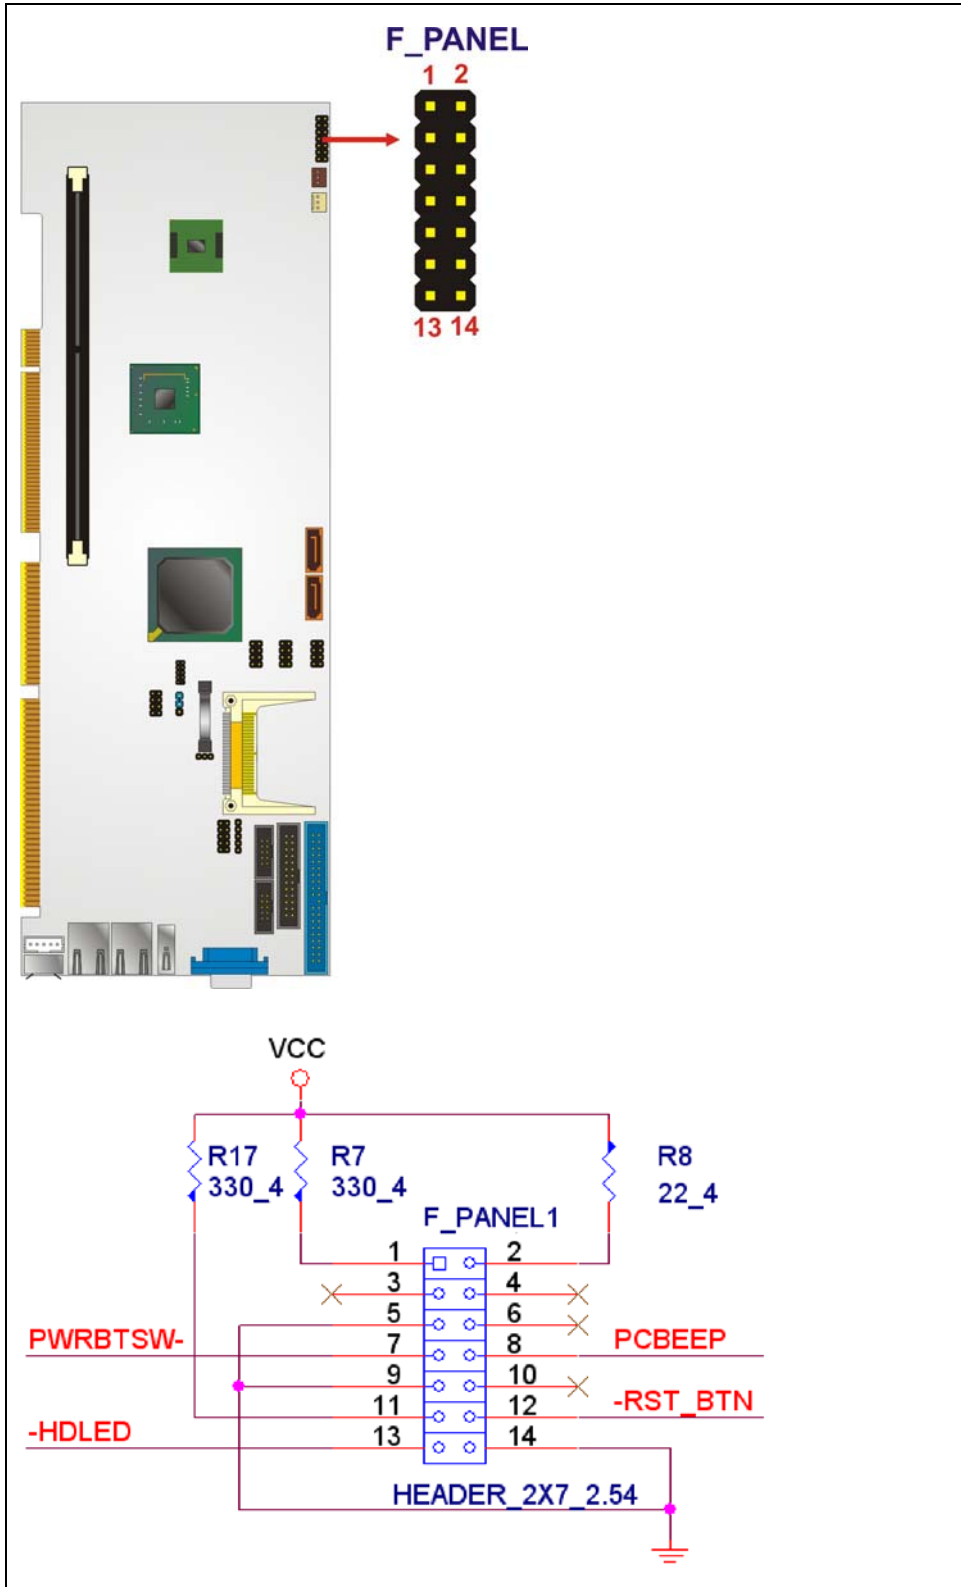 F_PANEL
1 2
13 14
VCC
R17
330_4
R7
330_4
R8
22_4
F_PANEL1
1 2
3 4
5 6
PWRBTSW- 7 8 PCBEEP
9 10
11 12 -RST_BTN
-HDLED 13 14
HEADER_2X7_2.54